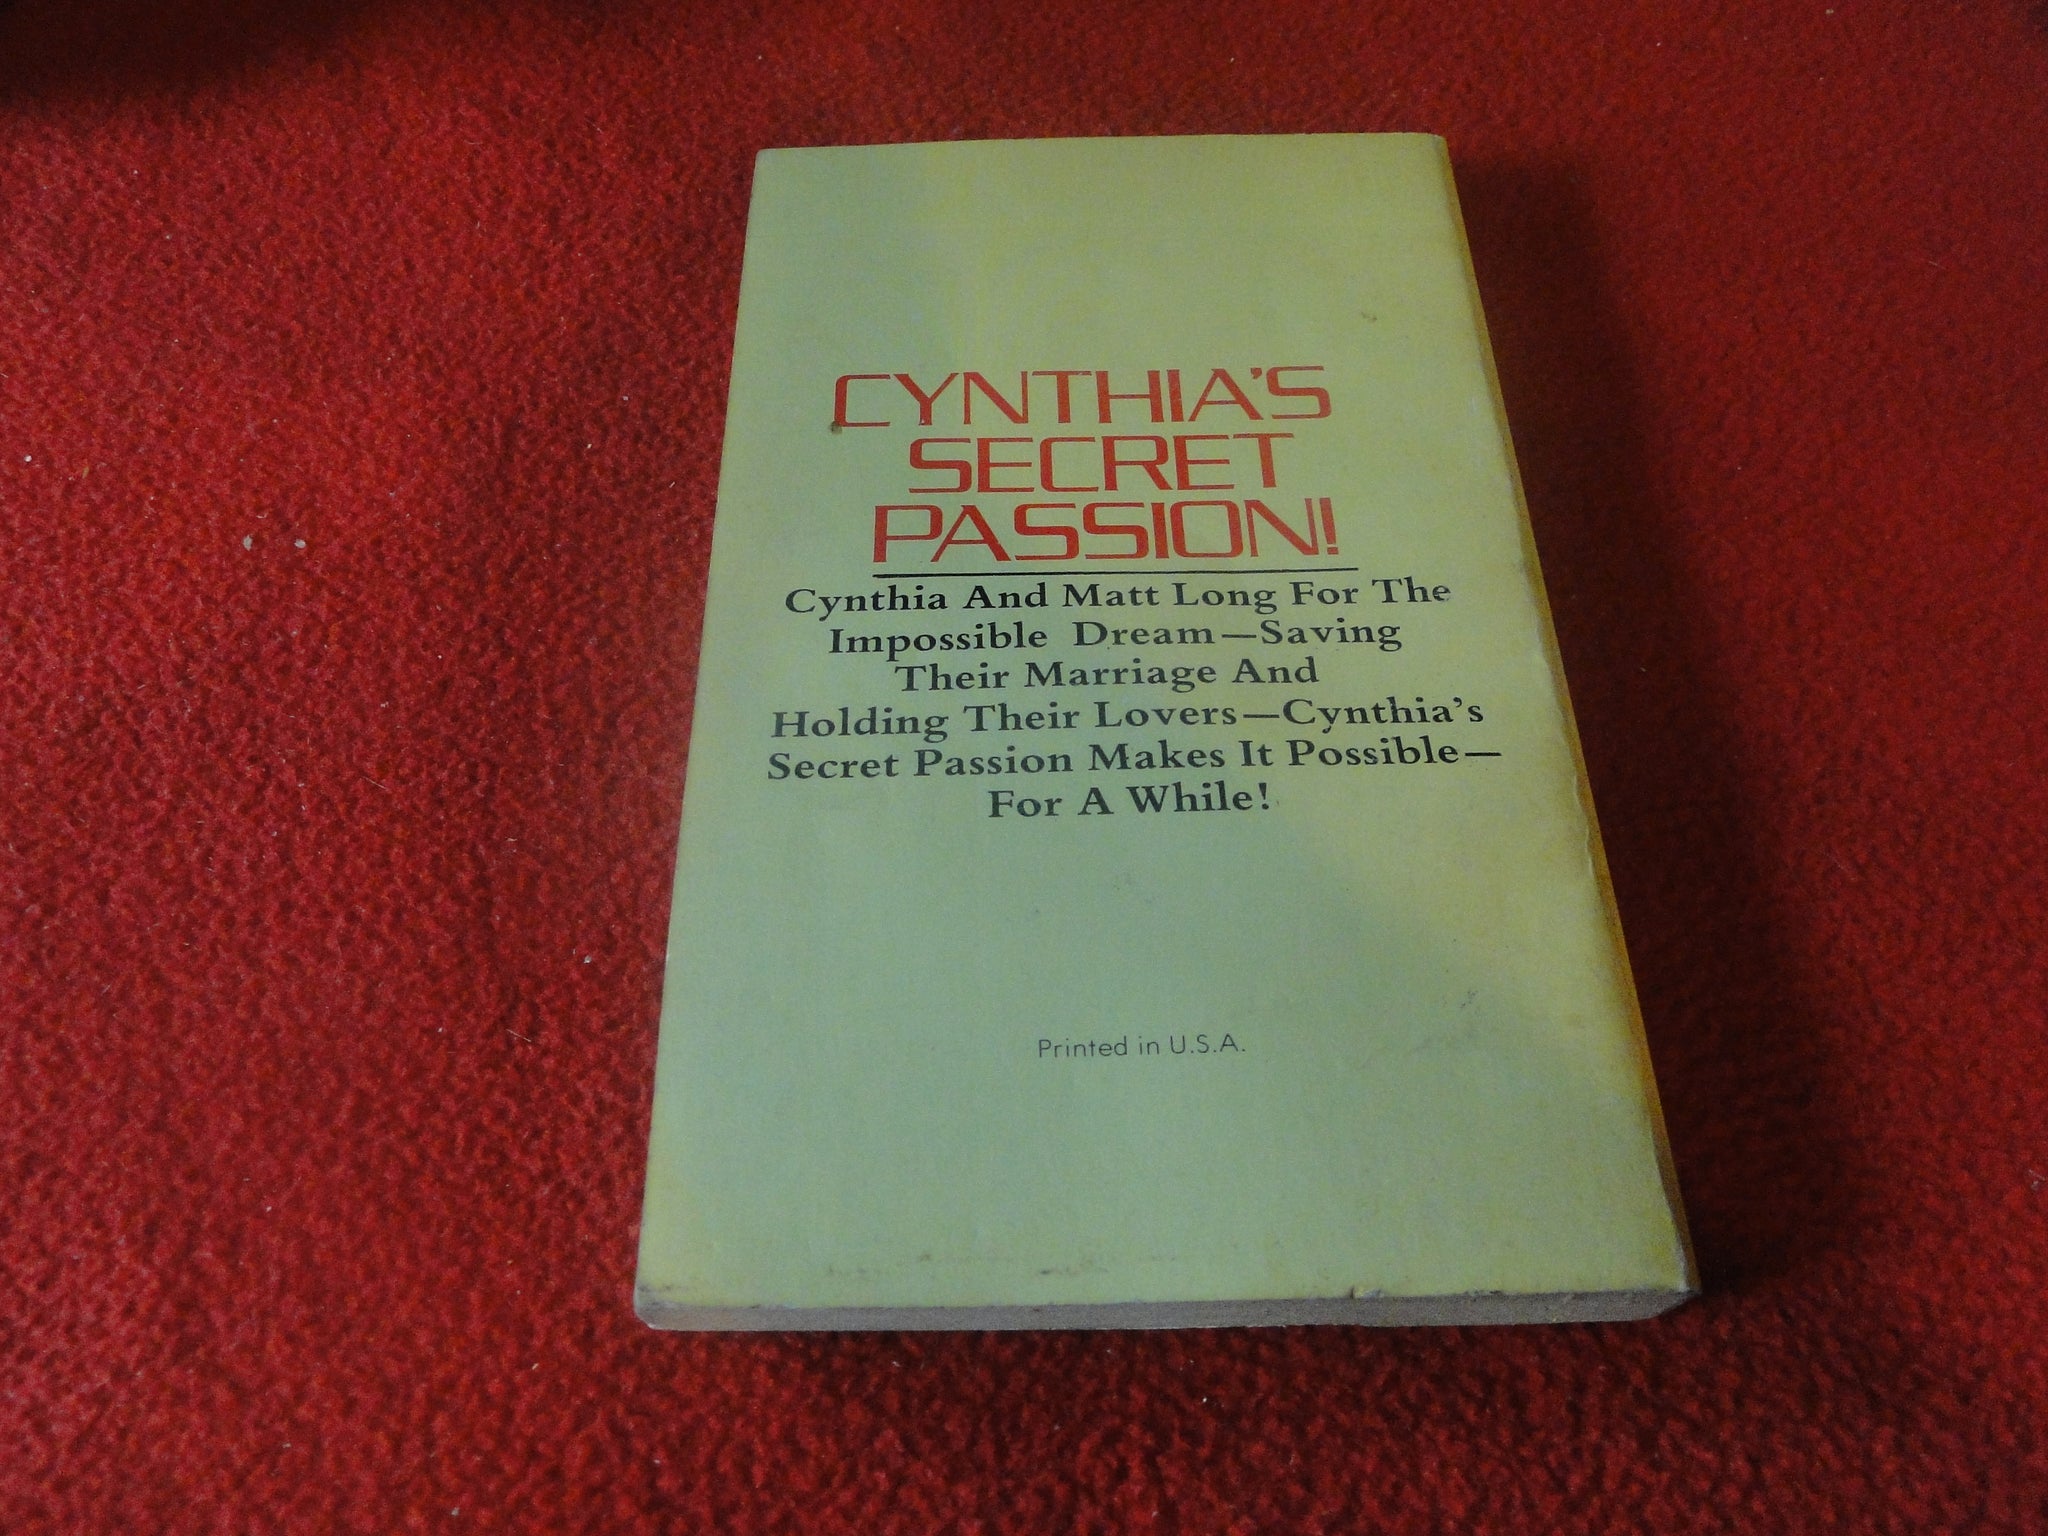 CYNTHIA'S
SECRET
PASSION!
Cynthia And Matt Long For The
Impossible Dream—Saving
Their Marriage And
Holding Their Lovers—Cynthia's
Secret Passion Makes It Possible—
For A While!
Printed in U.S.A.